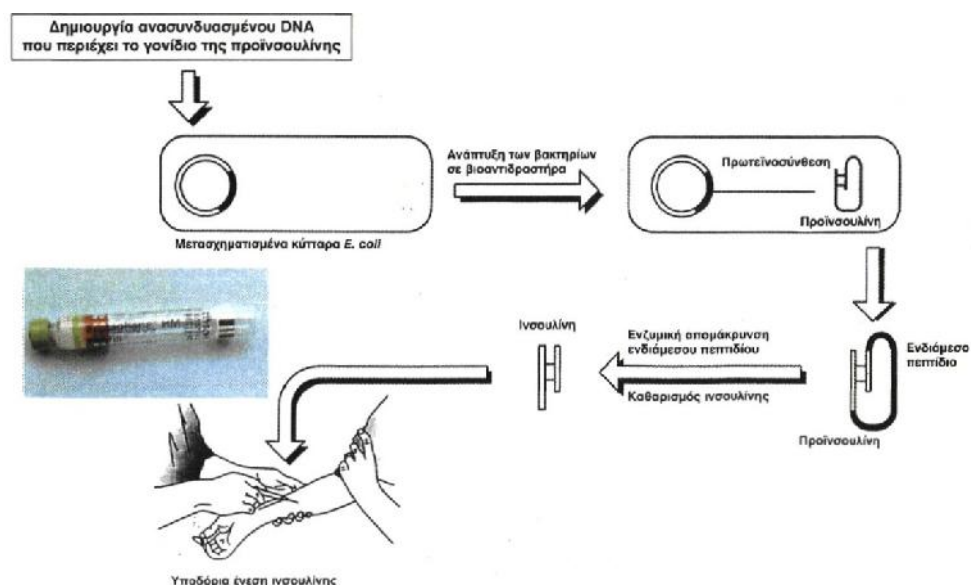 Δημιουργία ανασυνδυασμένου DNA
που περιέχει το γονίδιο της προϊνσουλίνης
Ανάπτυξη των βακτηρίων
σε βιοαντιδραστήρα
Πρωτεϊνοσύνθεση
Προϊνσουλίνη
Μετασχηματισμένα κύτταρα E. coil
Ινσουλίνη
Ενζυμική απομάκρυνση
ενδιάμεσου πεπτιδίου
Καθαρισμός ινσουλίνης
Ενδιάμεσο
πεπτίδιο
Προϊνσουλίνη
Υποδόρια ένεση ινσουλίνης